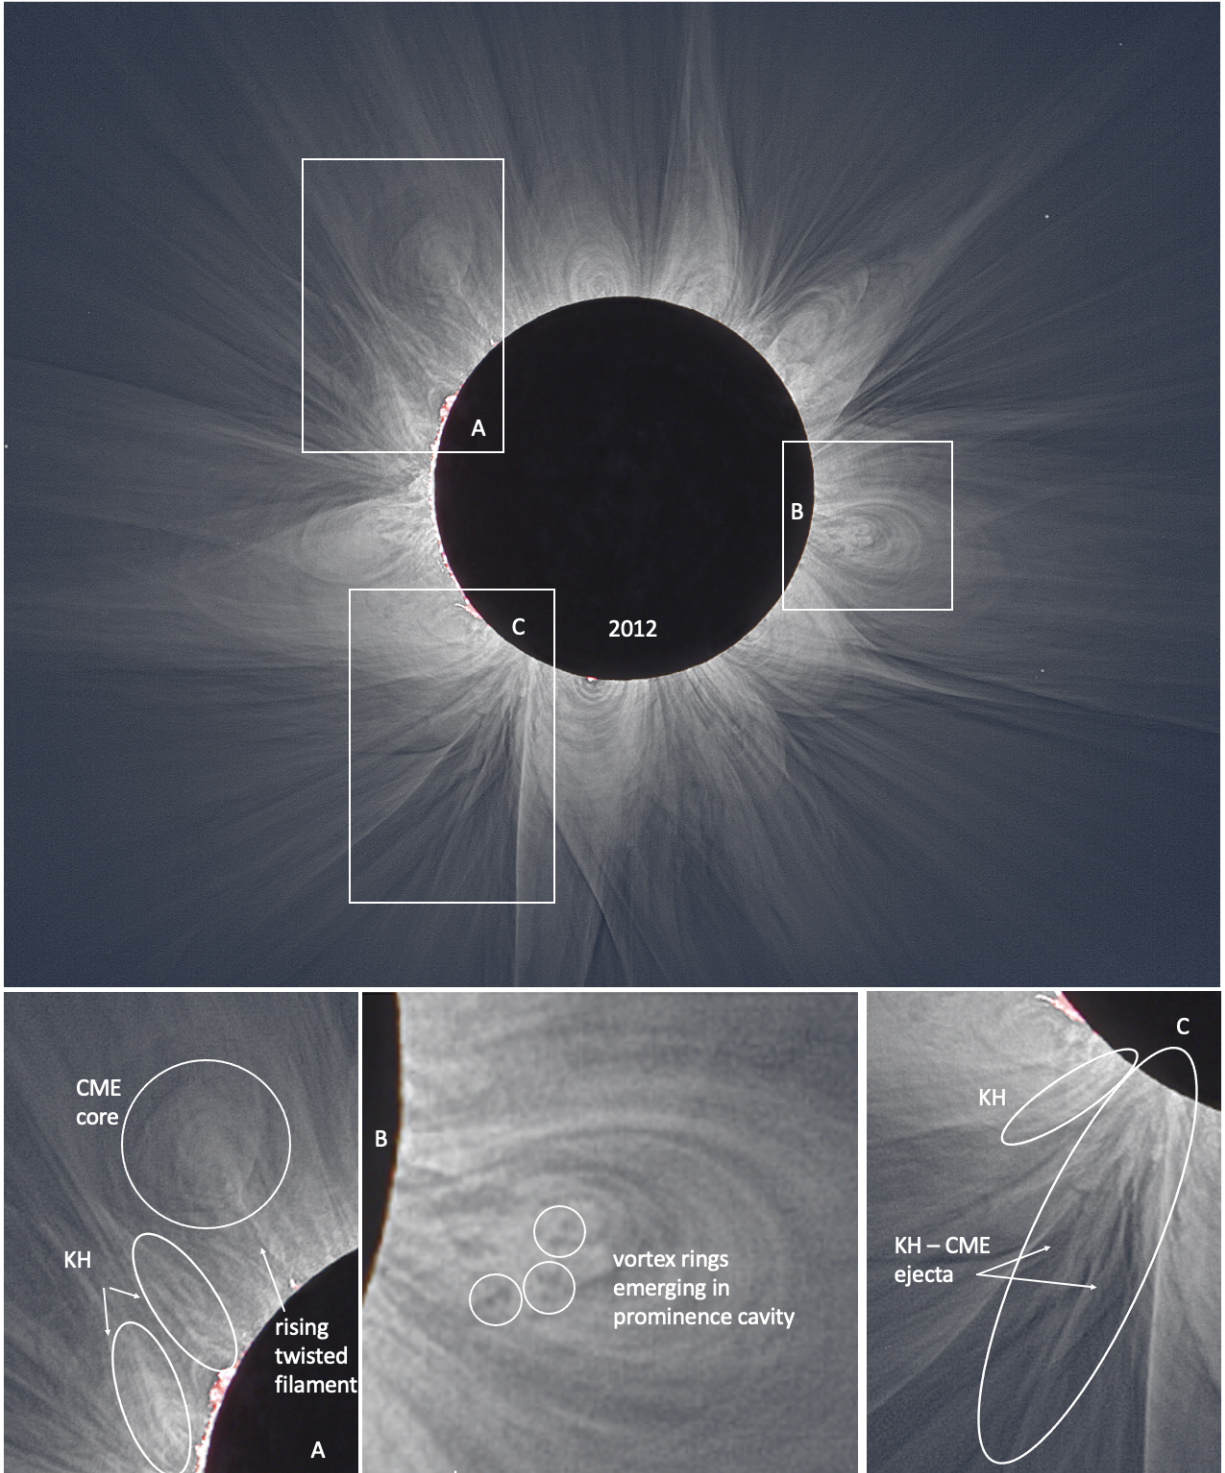 A
B
C
2012
CME
core
KH
rising
twisted
filament
A
B
vortex rings
emerging in
prominence cavity
C
KH
KH – CME
ejecta